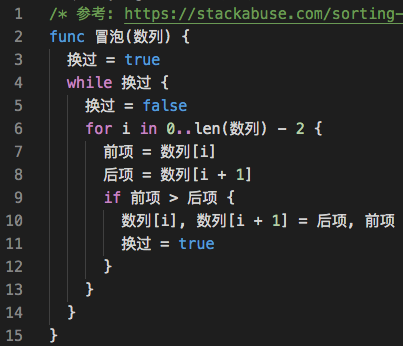 1 /* 参考: https://stackabuse.com/sorting-
2 func 冒泡(数列) {
3 换过 = true
4 while 换过 {
5 换过 = false
6 for i in 0..len(数列) - 2 {
7 前项 = 数列[i]
8 后项 = 数列[i + 1]
9 if 前项 > 后项 {
10 数列[i], 数列[i + 1] = 后项, 前项
11 换过 = true
12 }
13 }
14 }
15 }